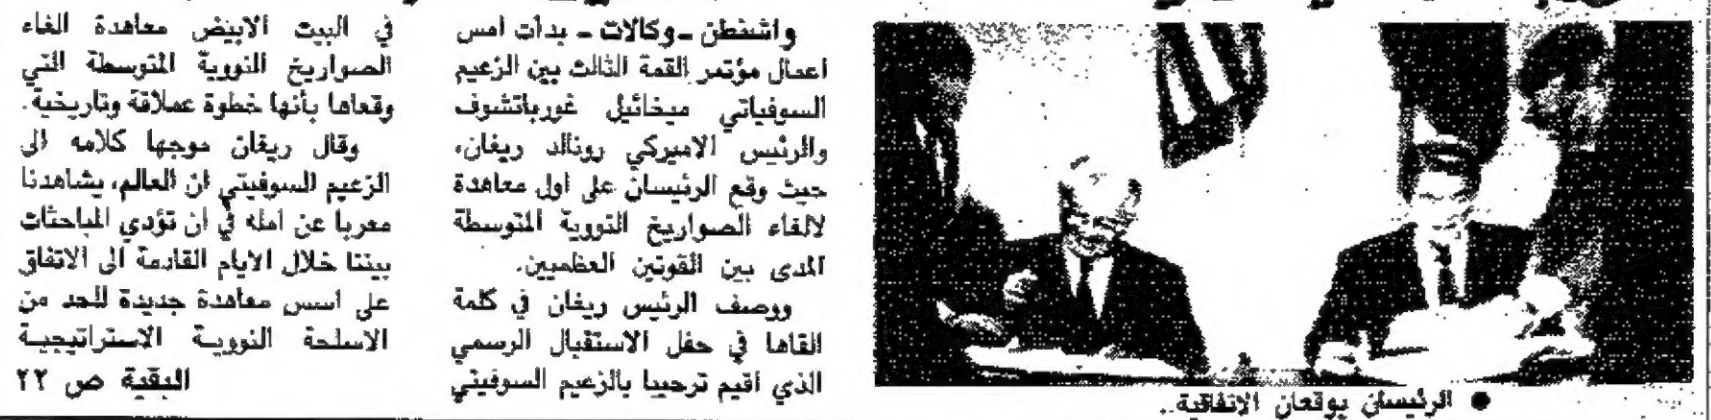 واشنطن - وكالات - بدأت امس
اعمال مؤتمر القمة الثالث بين الزعيم
السوفياتي ميخائيل غورباتشوف
والرئيس الاميركي رونالد ريغان،
حيث وقع الرئيسان على اول معاهدة
لالغاء الصواريخ النووية المتوسطة
المدى بين القوتين العظميين.
ووصف الرئيس ريغان في كلمة
القاها في حفل الاستقبال الرسمي
الذي اقيم ترحيبا بالزعيم السوفيتي
في البيت الابيض معاهدة الغاء
الصواريخ النووية المتوسطة التي
وقعاها بأنها خطوة عملاقة وتاريخية.
وقال ريغان موجها كلامه الى
الزعيم السوفيتي ان العالم، يشاهدنا
معربا عن امله في ان تؤدي المباحثات
بيننا خلال الايام القادمة الى الاتفاق
على اسس معاهدة جديدة للحد من
الاسلحة النووية الاستراتيجية
البقية ص ٢٢
● الرئيسان يوقعان الاتفاقية..